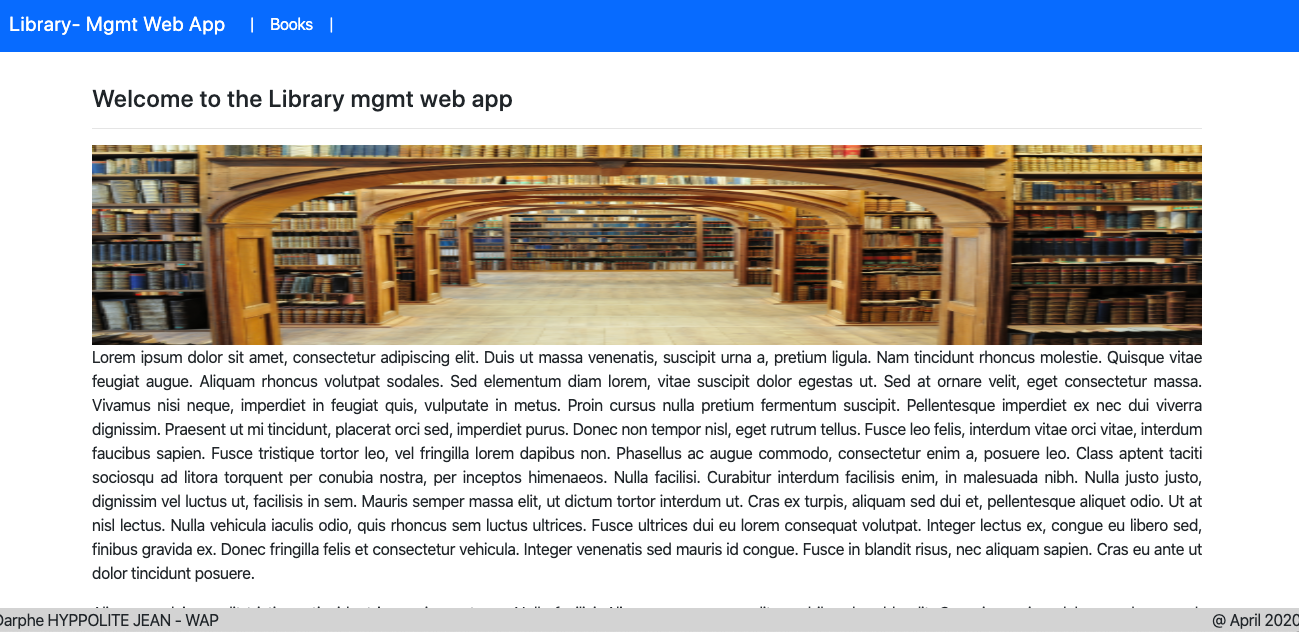 Library- Mgmt Web App | Books |
Welcome to the Library mgmt web app
Lorem ipsum dolor sit amet, consectetur adipiscing elit. Duis ut massa venenatis, suscipit urna a, pretium ligula. Nam tincidunt rhoncus molestie. Quisque vitae
feugiat augue. Aliquam rhoncus volutpat sodales. Sed elementum diam lorem, vitae suscipit dolor egestas ut. Sed at ornare velit, eget consectetur massa.
Vivamus nisi neque, imperdiet in feugiat quis, vulputate in metus. Proin cursus nulla pretium fermentum suscipit. Pellentesque imperdiet ex nec dui viverra
dignissim. Praesent ut mi tincidunt, placerat orci sed, imperdiet purus. Donec non tempor nisl, eget rutrum tellus. Fusce leo felis, interdum vitae orci vitae, interdum
faucibus sapien. Fusce tristique tortor leo, vel fringilla lorem dapibus non. Phasellus ac augue commodo, consectetur enim a, posuere leo. Class aptent taciti
sociosqu ad litora torquent per conubia nostra, per inceptos himenaeos. Nulla facilisi. Curabitur interdum facilisis enim, in malesuada nibh. Nulla justo justo,
dignissim vel luctus ut, facilisis in sem. Mauris semper massa elit, ut dictum tortor interdum ut. Cras ex turpis, aliquam sed dui et, pellentesque aliquet odio. Ut at
nisl lectus. Nulla vehicula iaculis odio, quis rhoncus sem luctus ultrices. Fusce ultrices dui eu lorem consequat volutpat. Integer lectus ex, congue eu libero sed,
finibus gravida ex. Donec fringilla felis et consectetur vehicula. Integer venenatis sed mauris id congue. Fusce in blandit risus, nec aliquam sapien. Cras eu ante ut
dolor tincidunt posuere.
Darphe HYPPOLITE JEAN - WAP @ April 2020